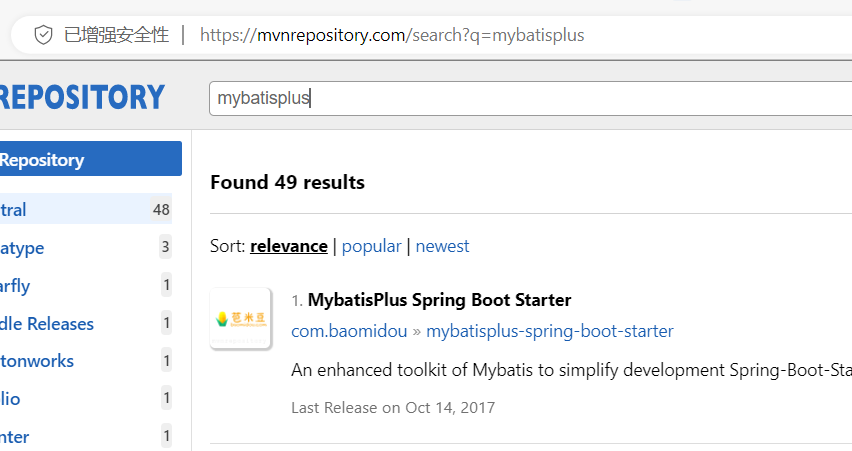 已增强安全性 | https://mvnrepository.com/search?q=mybatisplus
REPOSITORY
mybatisplus
Repository
Found 49 results
tral 48
atype 3
Sort: relevance | popular | newest
arfly 1
1. MybatisPlus Spring Boot Starter
芭米豆
dle Releases 1
com.baomidou » mybatisplus-spring-boot-starter
tonworks 1
An enhanced toolkit of Mybatis to simplify development Spring-Boot-Sta
lio 1
Last Release on Oct 14, 2017
nter 1